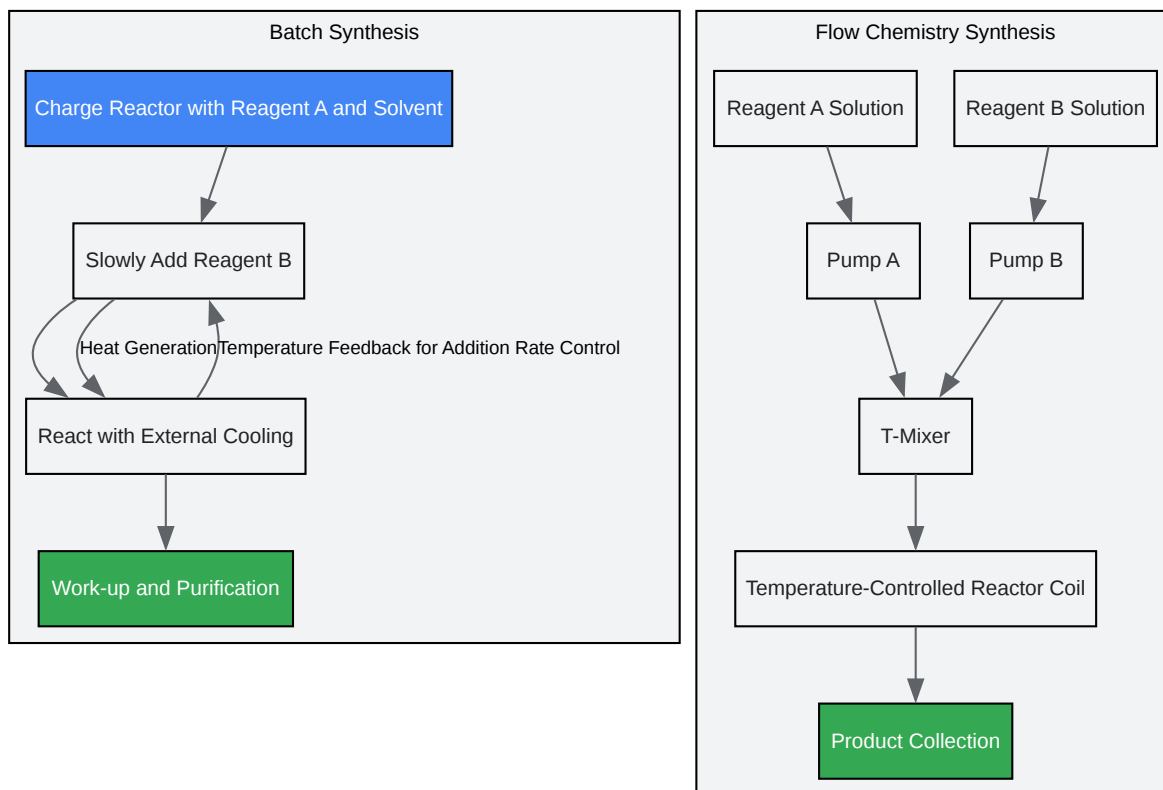 Batch Synthesis
Charge Reactor with Reagent A and Solvent
Slowly Add Reagent B
Heat Generation
Temperature Feedback for Addition Rate Control
React with External Cooling
Work-up and Purification
Flow Chemistry Synthesis
Reagent A Solution
Reagent B Solution
Pump A
Pump B
T-Mixer
Temperature-Controlled Reactor Coil
Product Collection